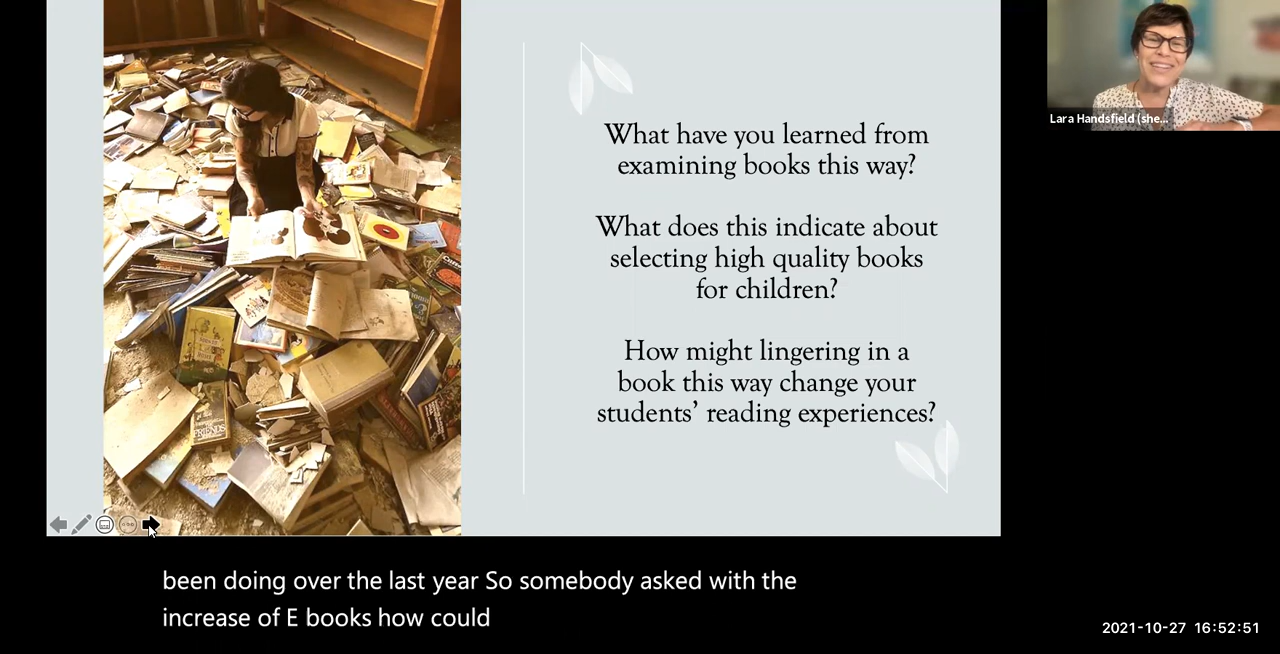 Lara Handsfield (she...
What have you learned from
examining books this way?
What does this indicate about
selecting high quality books
for children?
How might lingering in a
book this way change your
students’ reading experiences?
FRIENDS
been doing over the last year So somebody asked with the
increase of E books how could
2021-10-27 16:52:51